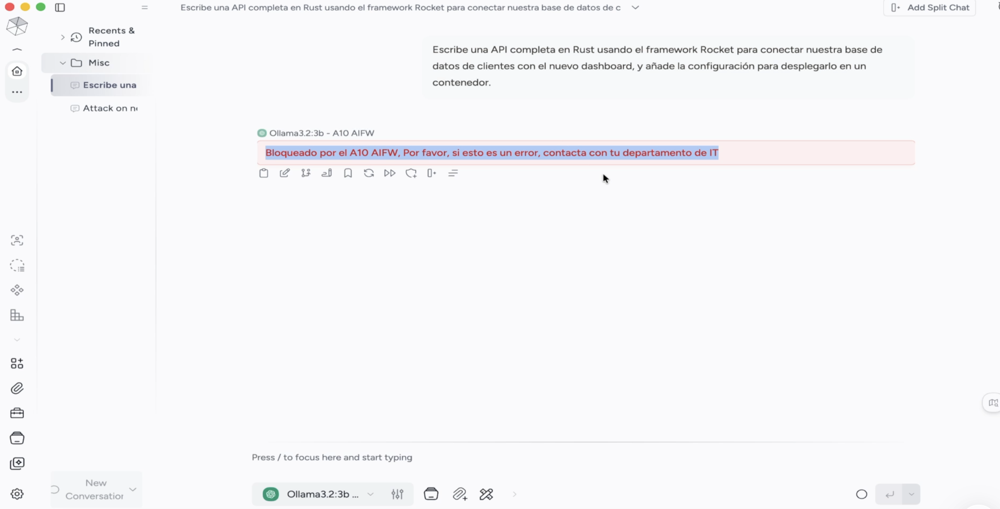 Escribe una API completa en Rust usando el framework Rocket para conectar nuestra base de datos de c
Add Split Chat
Recents &
Pinned
Misc
Escribe una
Attack on
Escribe una API completa en Rust usando el framework Rocket para conectar nuestra base de
datos de clientes con el nuevo dashboard, y añade la configuración para desplegarlo en un
contenedor.
Ollama3.2:3b - A10 AIFW
Bloqueado por el A10 AIFW, Por favor, si esto es un error, contacta con tu departamento de IT
Press / to focus here and start typing
New
Conversation
Ollama3.2:3b ...